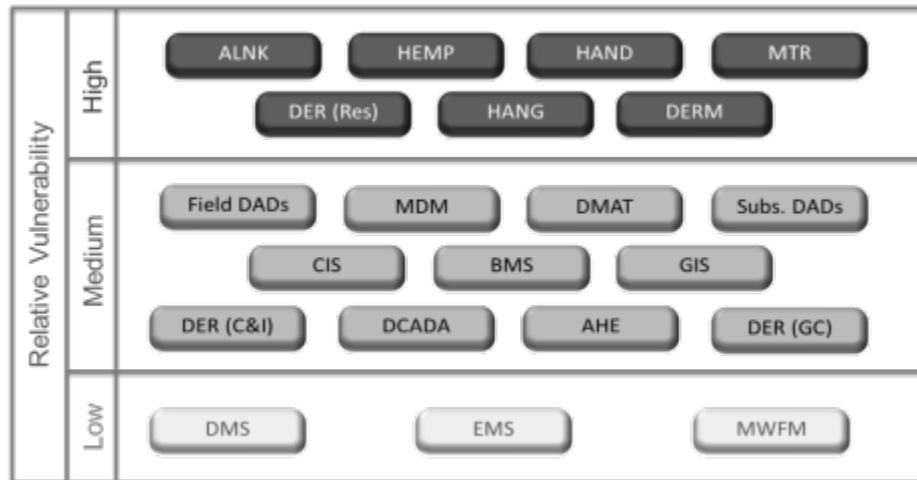 Relative Vulnerability
High
ALNK HEMP HAND MTR
DER (Res) HANG DERM
Medium
Field DADs MDM DMAT Subs. DADs
CIS BMS GIS
DER (C&I) DCADA AHE DER (GC)
Low
DMS EMS MWFM